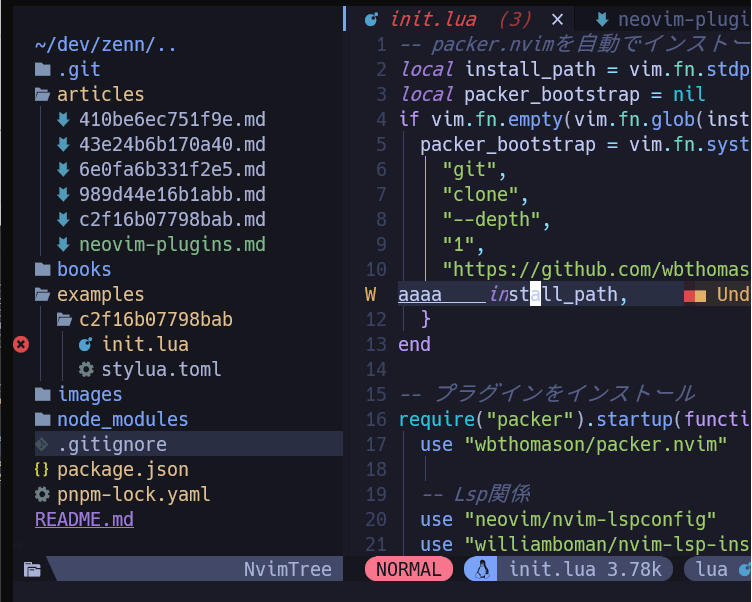 ~/dev/zenn/..
.git
articles
410be6ec751f9e.md
43e24b6b170a40.md
6e0fa6b331f2e5.md
989d44e16b1abb.md
c2f16b07798bab.md
neovim-plugins.md
books
examples
c2f16b07798bab
init.lua
stylua.toml
images
node_modules
.gitignore
package.json
pnpm-lock.yaml
README.md
NvimTree
init.lua (3) × neovim-plugi
1 -- packer.nvimを自動でインストー
2 local install_path = vim.fn.stdp
3 local packer_bootstrap = nil
4 if vim.fn.empty(vim.fn.glob(inst
5 packer_bootstrap = vim.fn.syst
6 "git",
7 "clone",
8 "--depth",
9 "1",
10 "https://github.com/wbthomas
W aaaa____install_path, Und
12 }
13 end
14
15 -- プラグインをインストール
16 require("packer").startup(functi
17 use "wbthomason/packer.nvim"
18
19 -- Lsp関係
20 use "neovim/nvim-lspconfig"
21 use "williamboman/nvim-lsp-ins
NORMAL init.lua 3.78k lua